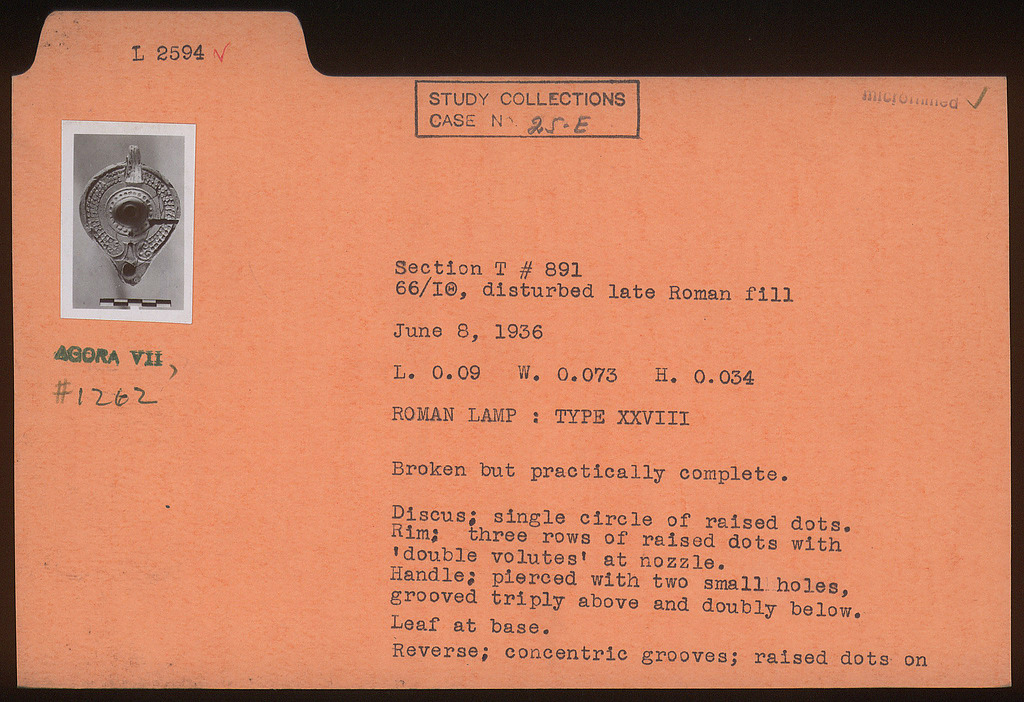 L 2594 ✓
STUDY COLLECTIONS
CASE No. 25-E
microfilmed ✓
AGORA VII,
#1262
Section T # 891
66/IΘ, disturbed late Roman fill
June 8, 1936
L. 0.09 W. 0.073 H. 0.034
ROMAN LAMP : TYPE XXVIII
Broken but practically complete.
Discus; single circle of raised dots.
Rim; three rows of raised dots with
'double volutes' at nozzle.
Handle; pierced with two small holes,
grooved triply above and doubly below.
Leaf at base.
Reverse; concentric grooves; raised dots on